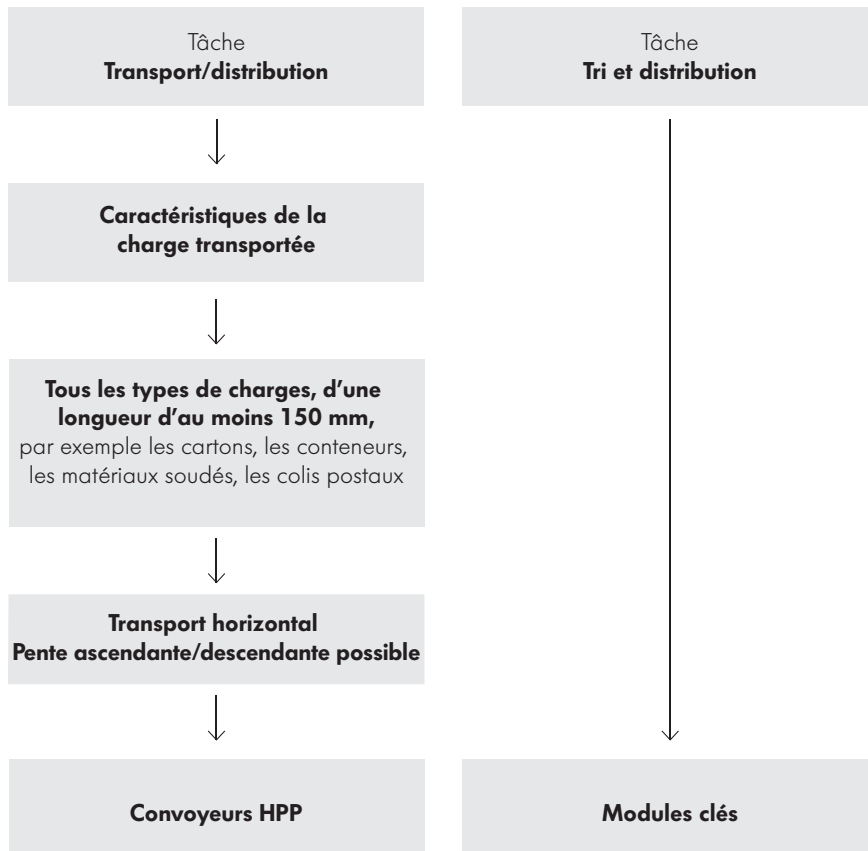 Tâche
Transport/distribution
Caractéristiques de la
charge transportée
Tous les types de charges, d'une
longueur d'au moins 150 mm,
par exemple les cartons, les conteneurs,
les matériaux soudés, les colis postaux
Transport horizontal
Pente ascendante/descendante possible
Convoyeurs HPP
Tâche
Tri et distribution
Modules clés